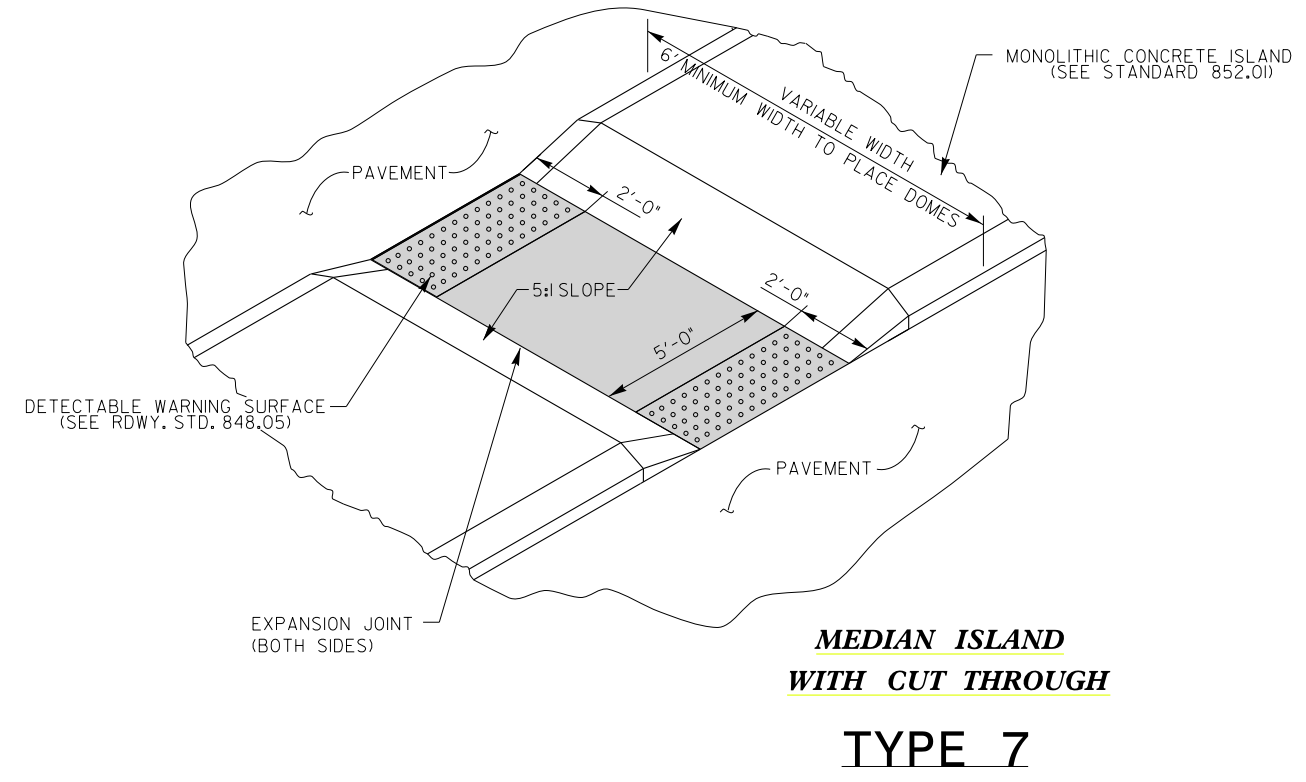 MONOLITHIC CONCRETE ISLAND
(SEE STANDARD 852.01)
VARIABLE WIDTH
6' MINIMUM WIDTH TO PLACE DOMES
PAVEMENT
2'-0"
5:1 SLOPE
2'-0"
5'-0"
DETECTABLE WARNING SURFACE
(SEE RDWY. STD. 848.05)
PAVEMENT
EXPANSION JOINT
(BOTH SIDES)
MEDIAN ISLAND
WITH CUT THROUGH
TYPE 7